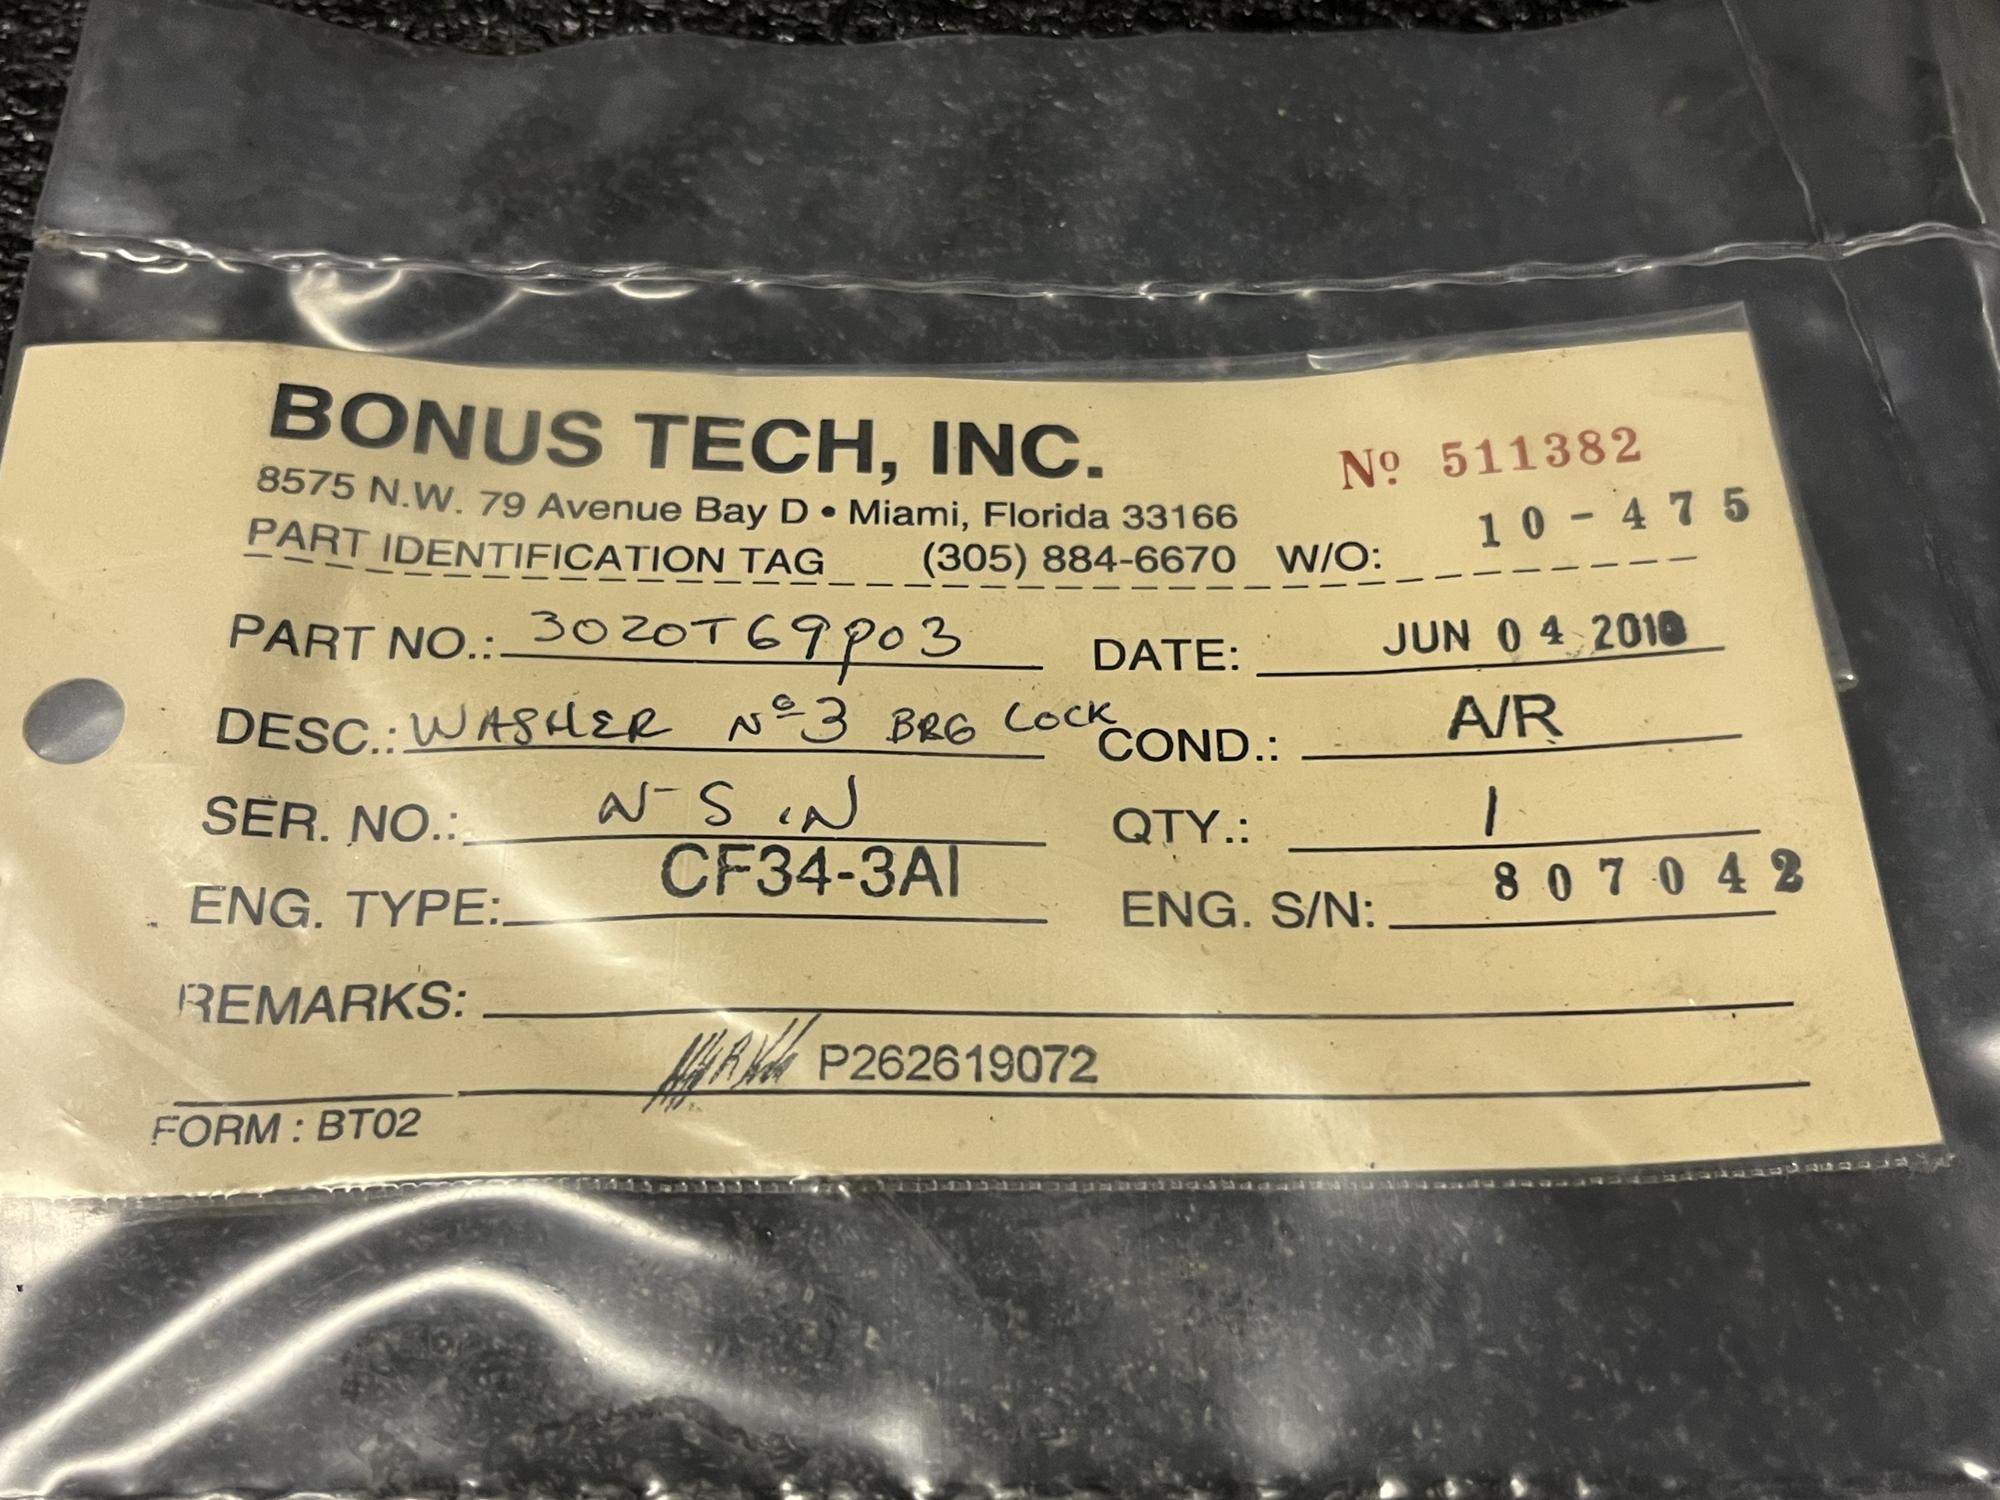 BONUS TECH, INC.
Nº 511382
8575 N.W. 79 Avenue Bay D • Miami, Florida 33166
PART IDENTIFICATION TAG (305) 884-6670 W/O: 10-475
PART NO.: 3020T69P03 DATE: JUN 04 2010
DESC.: WASHER Nº 3 BRG LOCK COND.: A/R
SER. NO.: N-S.N QTY.: 1
ENG. TYPE: CF34-3A1 ENG. S/N: 807042
REMARKS:
P262619072
FORM : BT02